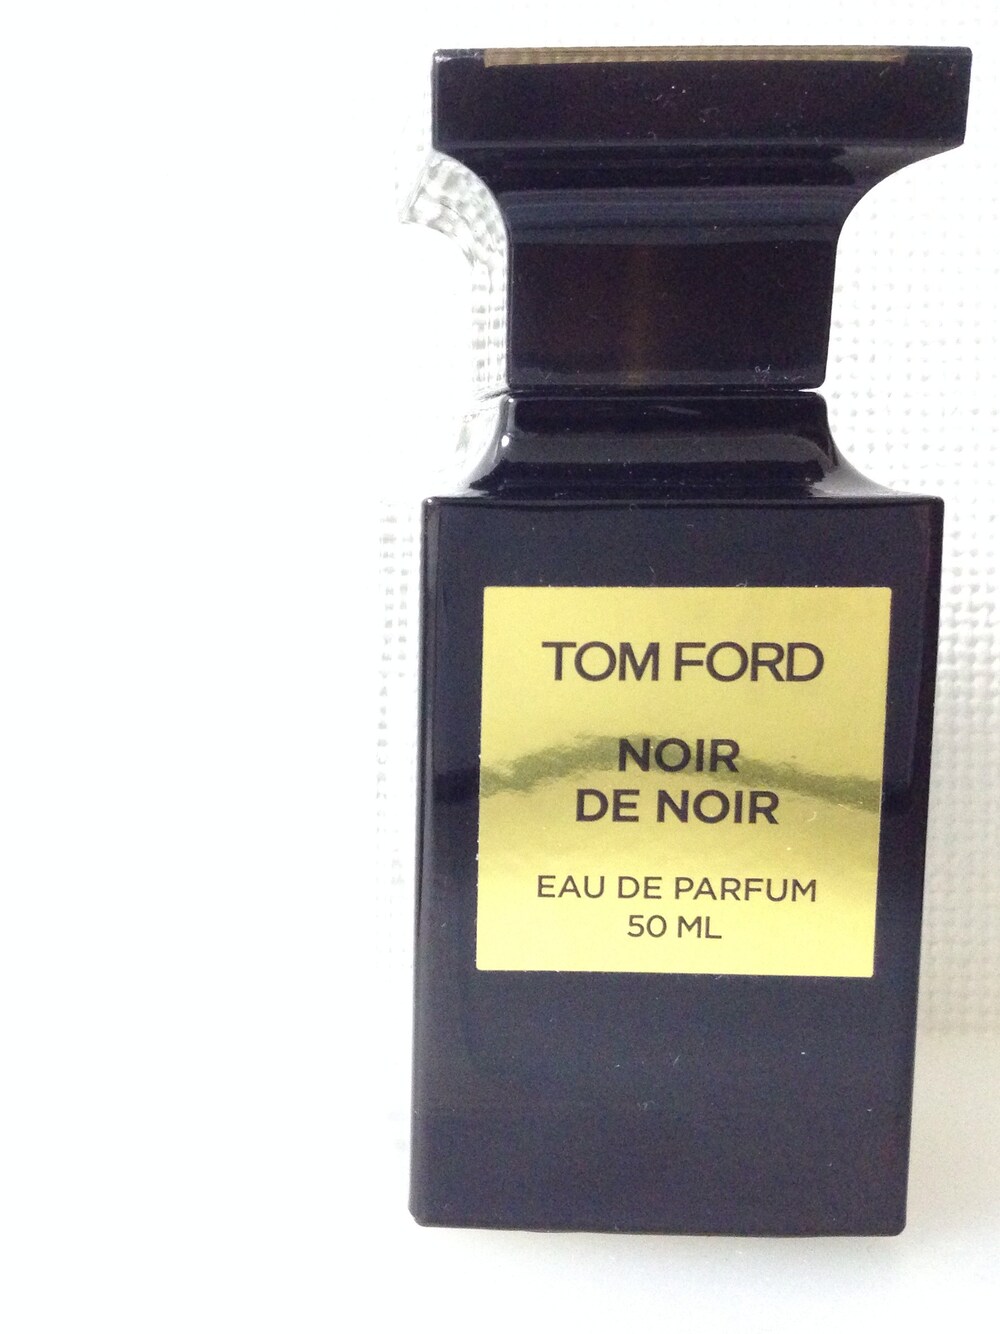 TOM FORD
NOIR
DE NOIR
EAU DE PARFUM
50 ML